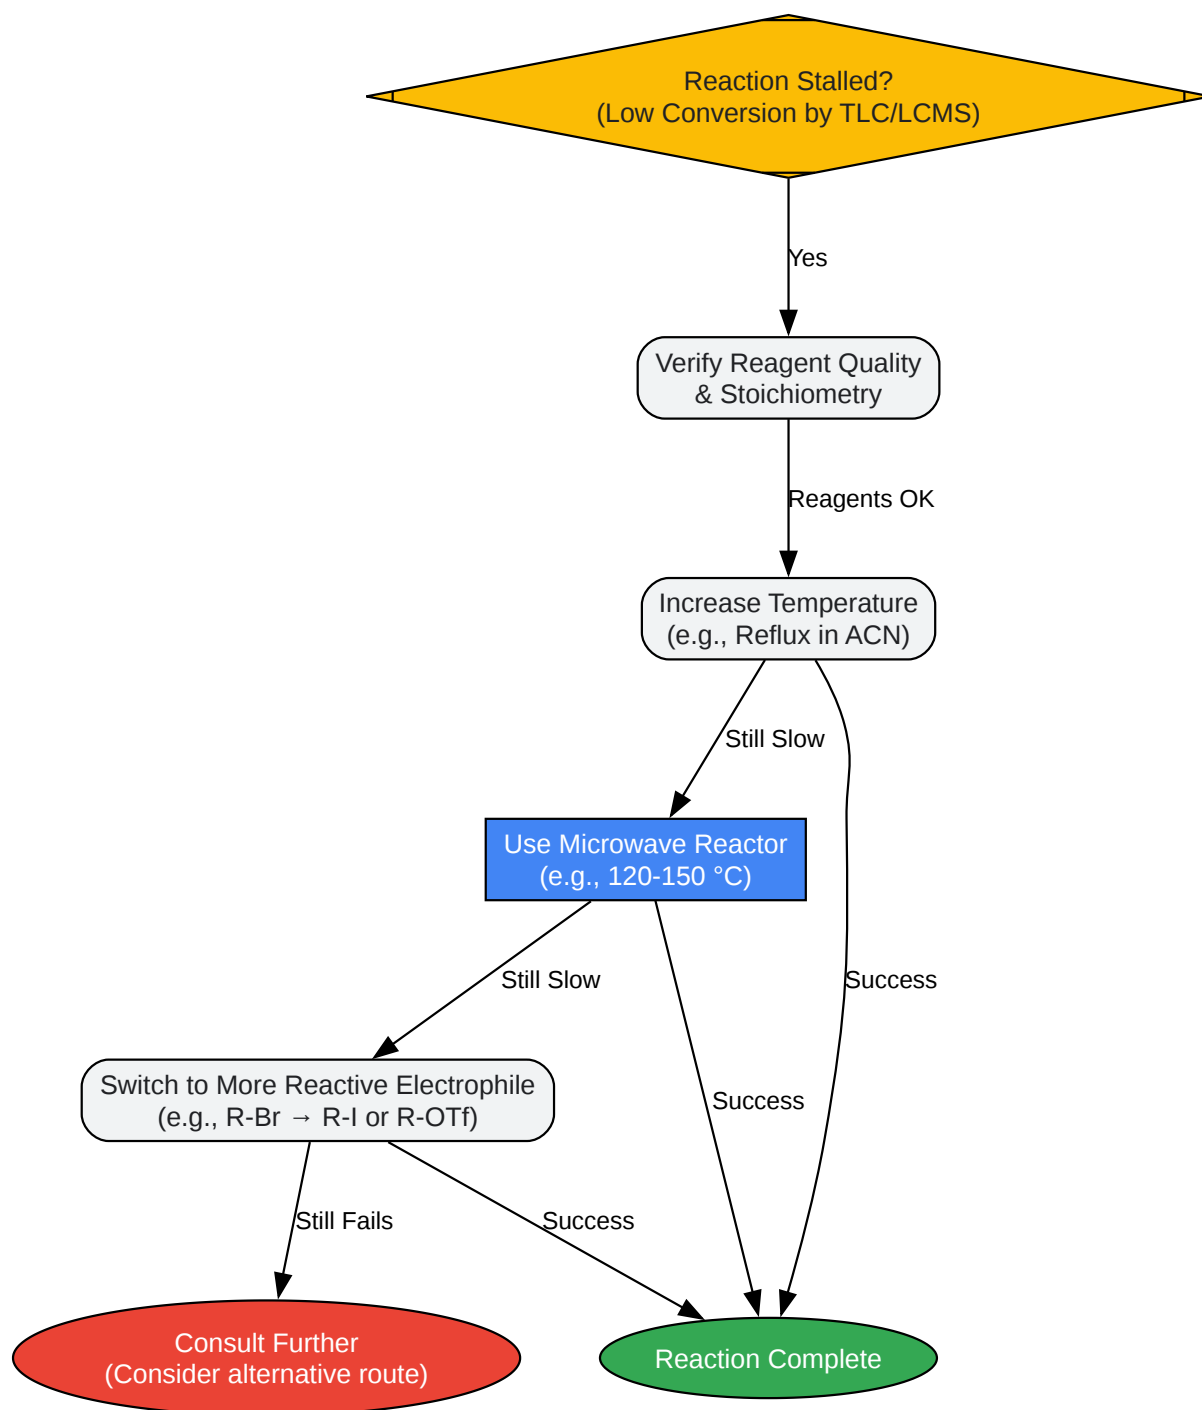 Reaction Stalled?
(Low Conversion by TLC/LCMS)
Yes
Verify Reagent Quality
& Stoichiometry
Reagents OK
Increase Temperature
(e.g., Reflux in ACN)
Still Slow
Use Microwave Reactor
(e.g., 120-150 °C)
Still Slow
Success
Switch to More Reactive Electrophile
(e.g., R-Br → R-I or R-OTf)
Success
Still Fails
Success
Consult Further
(Consider alternative route)
Reaction Complete